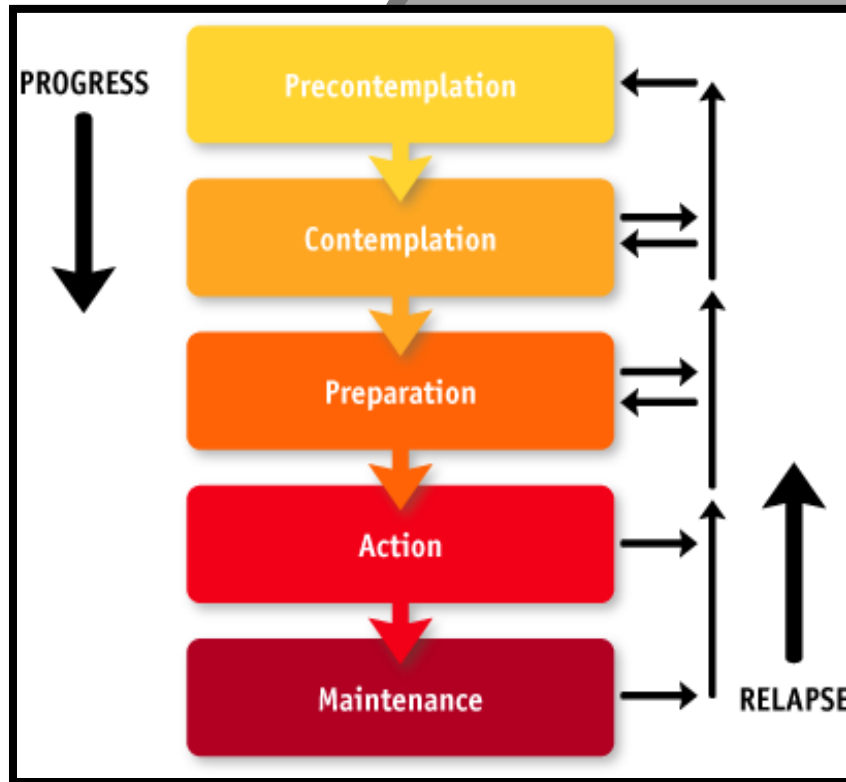 PROGRESS
Precontemplation
Contemplation
Preparation
Action
Maintenance
RELAPSE